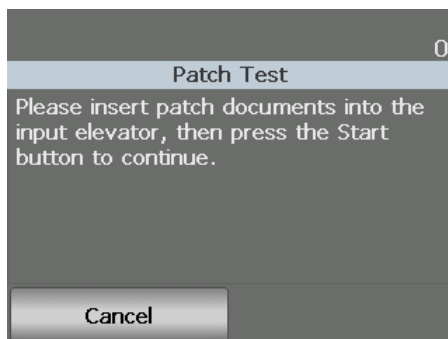 0
Patch Test
Please insert patch documents into the
input elevator, then press the Start
button to continue.
Cancel